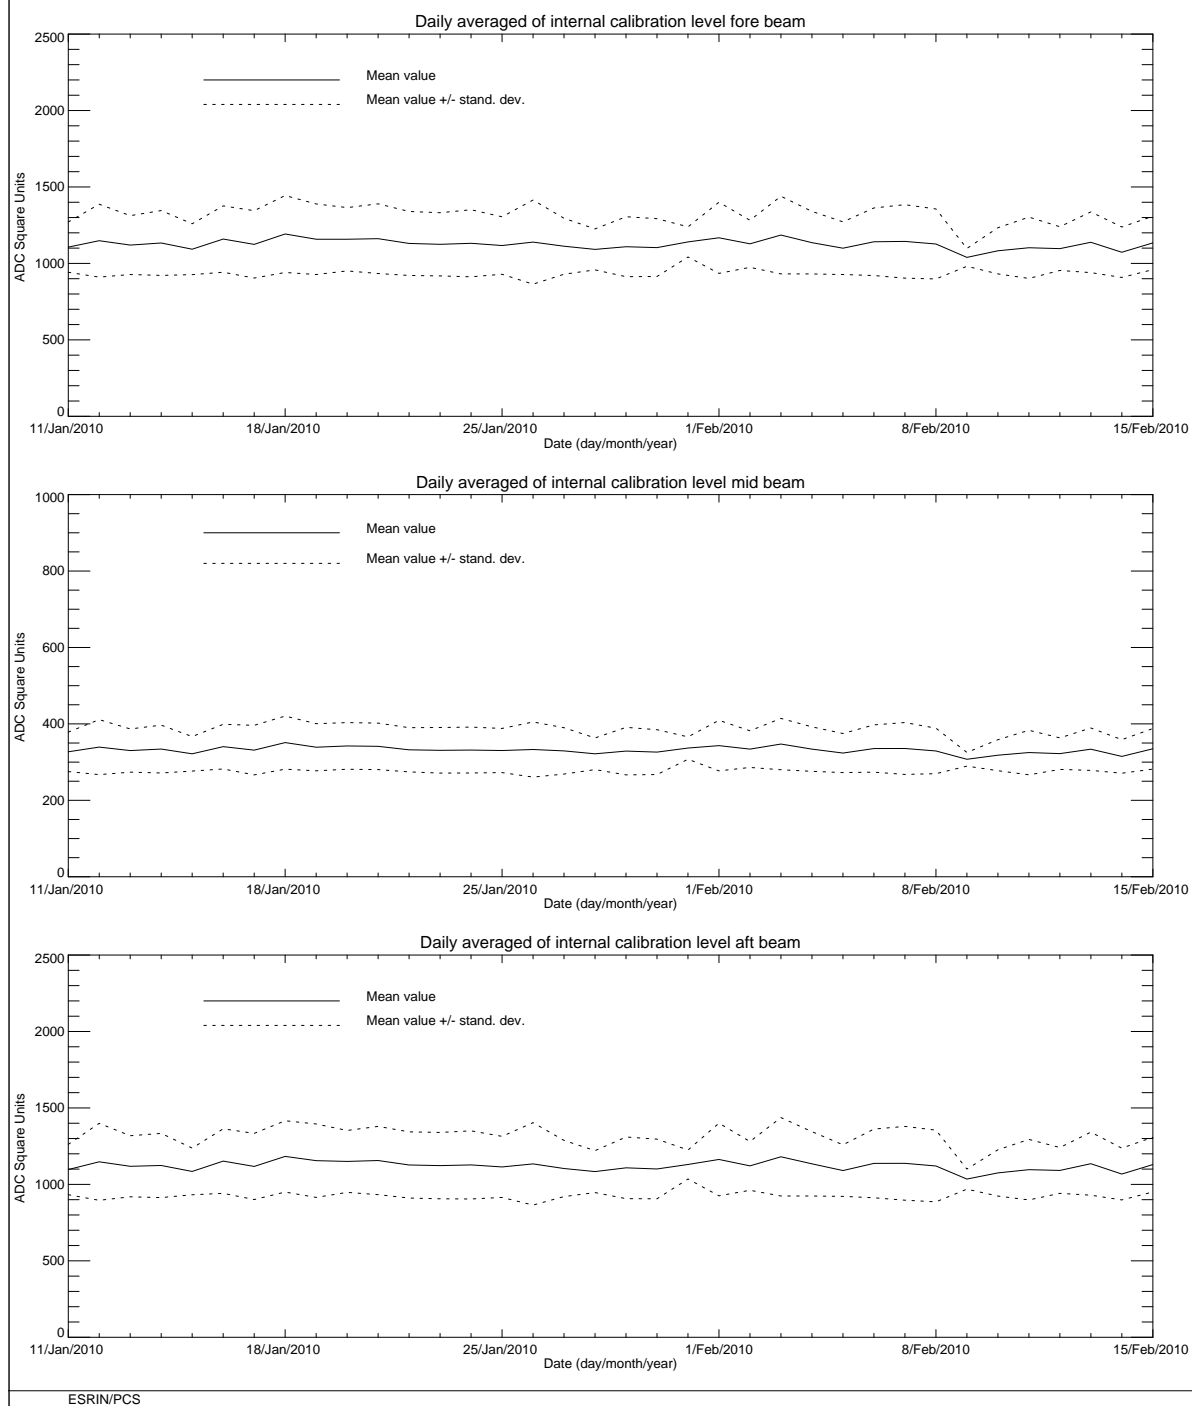 Daily averaged of internal calibration level fore beam
2500
2000
1500
1000
500
0
ADC Square Units
Mean value
Mean value +/- stand. dev.
11/Jan/2010 18/Jan/2010 25/Jan/2010 1/Feb/2010 8/Feb/2010 15/Feb/2010
Date (day/month/year)
Daily averaged of internal calibration level mid beam
1000
800
600
400
200
0
ADC Square Units
Mean value
Mean value +/- stand. dev.
11/Jan/2010 18/Jan/2010 25/Jan/2010 1/Feb/2010 8/Feb/2010 15/Feb/2010
Date (day/month/year)
Daily averaged of internal calibration level aft beam
2500
2000
1500
1000
500
0
ADC Square Units
Mean value
Mean value +/- stand. dev.
11/Jan/2010 18/Jan/2010 25/Jan/2010 1/Feb/2010 8/Feb/2010 15/Feb/2010
Date (day/month/year)
ESRIN/PCS